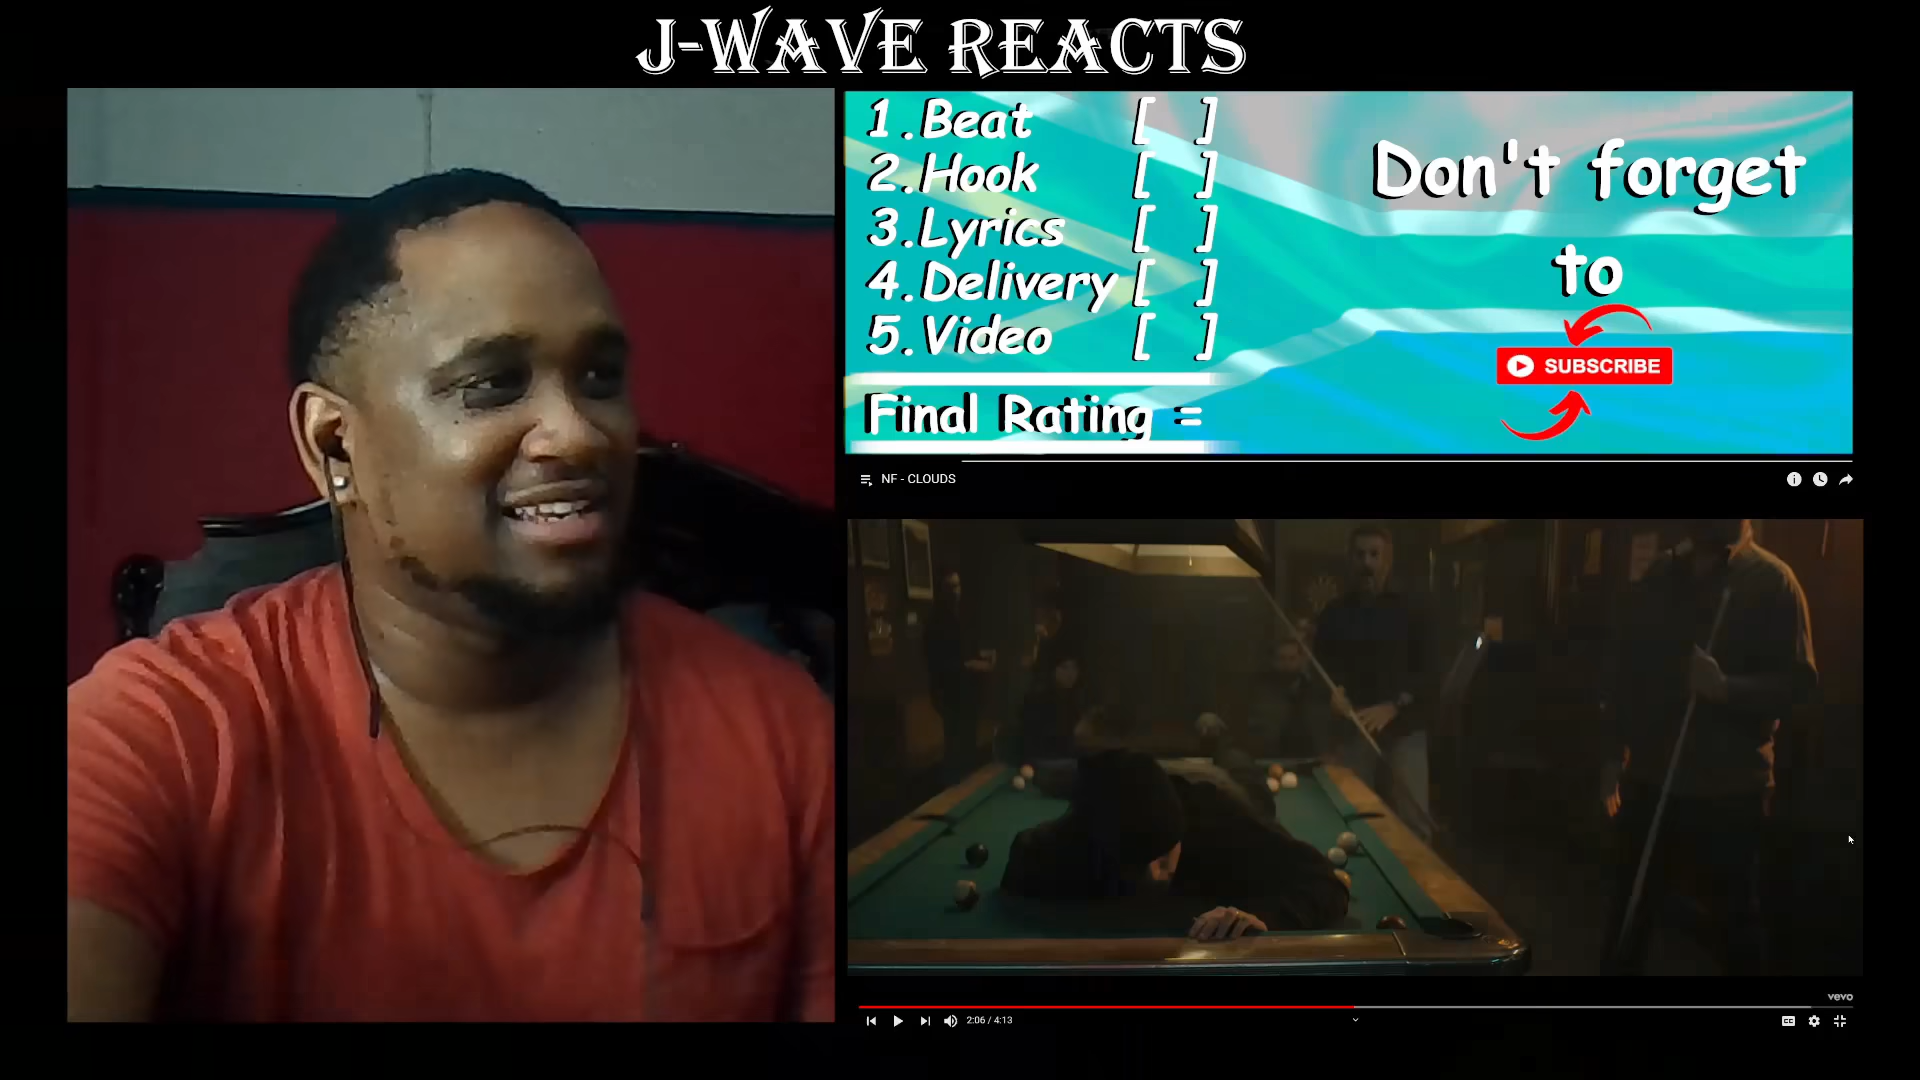 J-WAVE REACTS
1.Beat [ ]
2.Hook [ ]
3.Lyrics [ ]
4.Delivery [ ]
5.Video [ ]
Final Rating =
Don't forget
to
SUBSCRIBE
NF - CLOUDS
vevo
2:06 / 4:13
CC